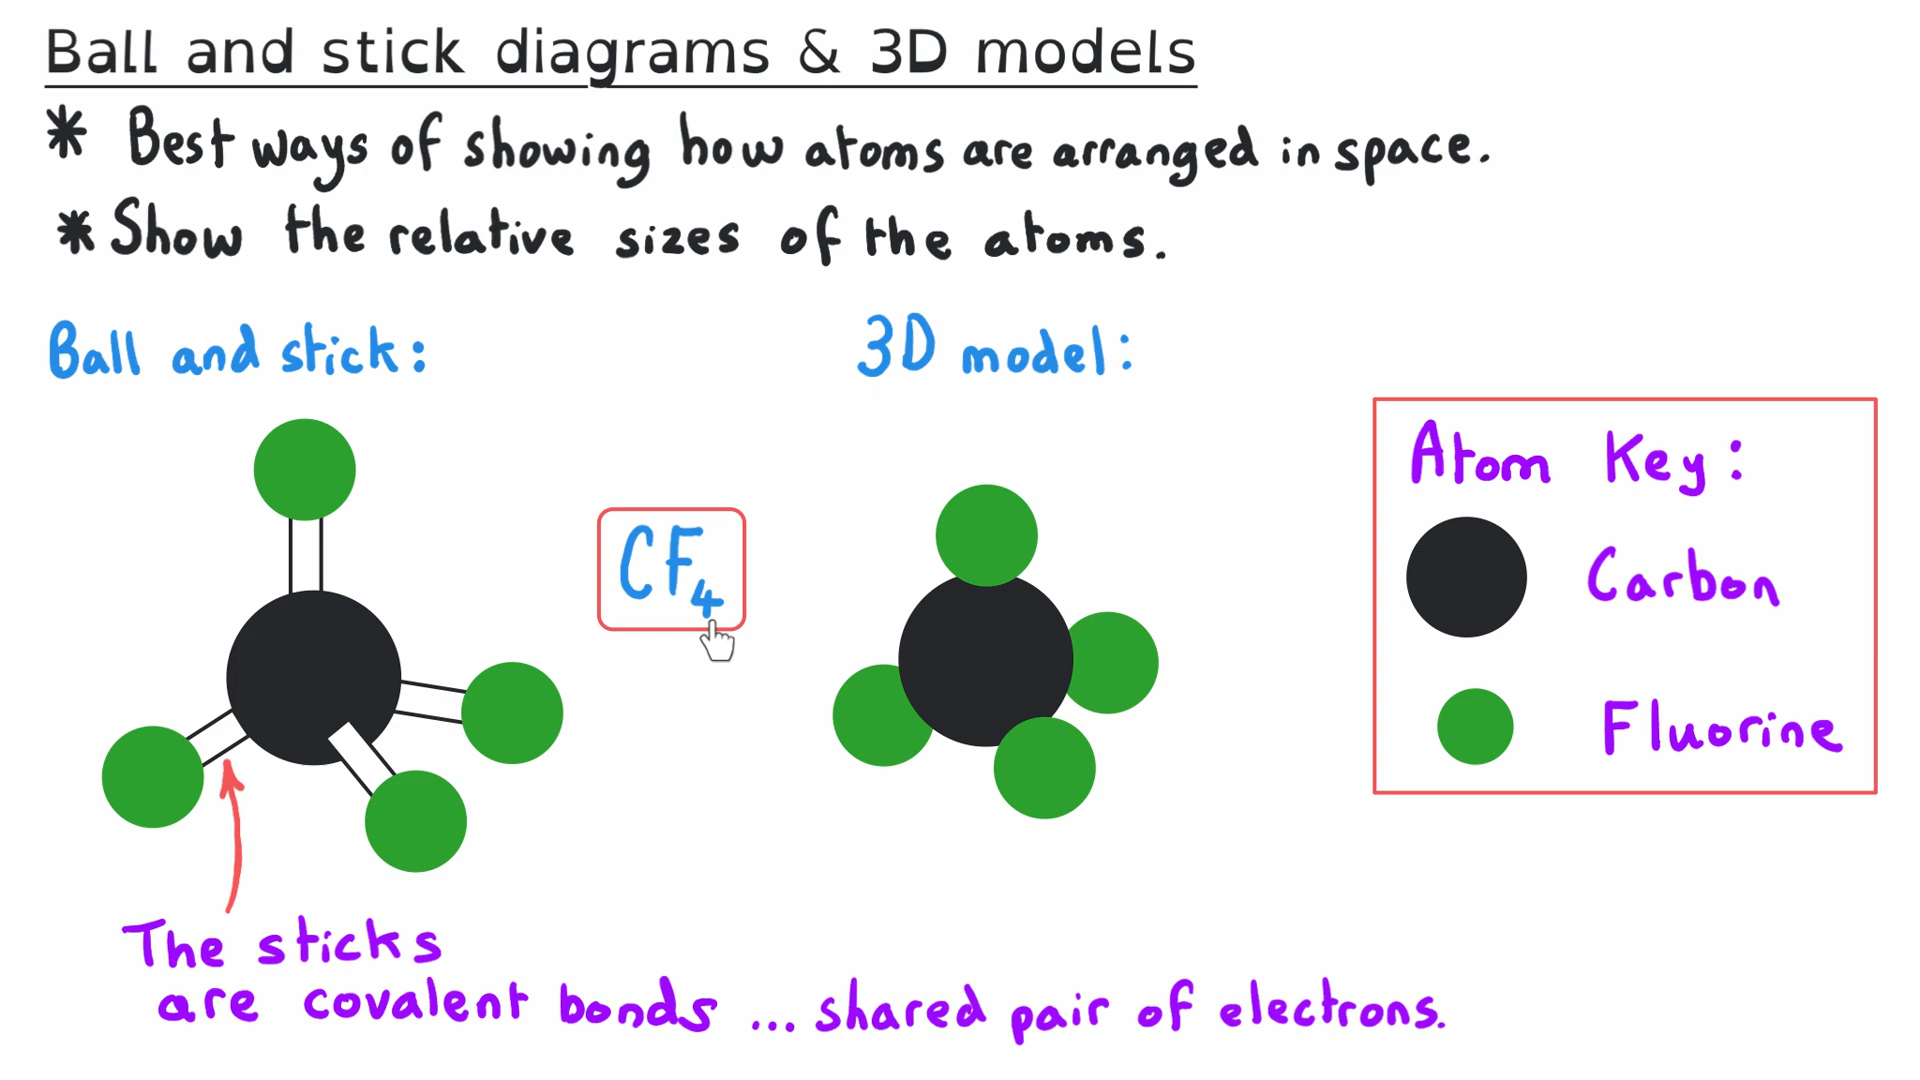 Ball and stick diagrams & 3D models
* Best ways of showing how atoms are arranged in space.
* Show the relative sizes of the atoms.
Ball and stick:
3D model:
CF₄
Atom Key:
Carbon
Fluorine
The sticks
are covalent bonds ... shared pair of electrons.